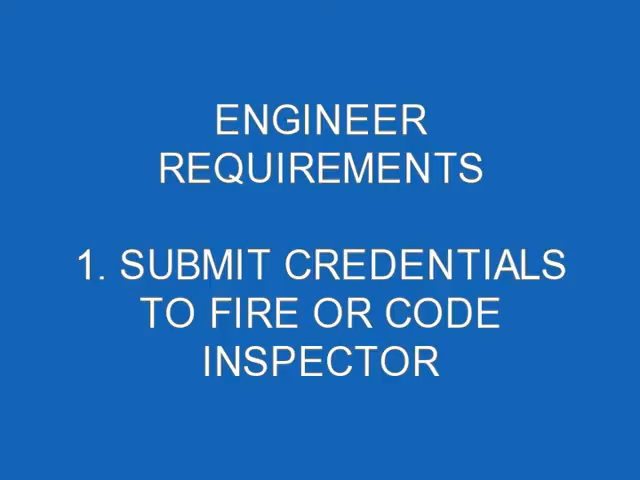 ENGINEER
REQUIREMENTS
1. SUBMIT CREDENTIALS
TO FIRE OR CODE
INSPECTOR